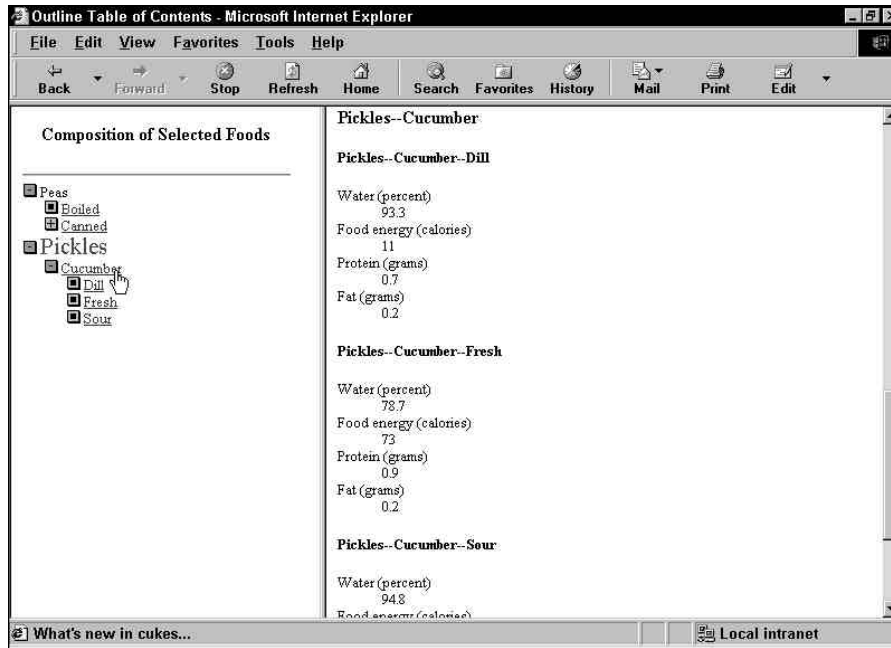 Outline Table of Contents - Microsoft Internet Explorer
File Edit View Favorites Tools Help
Back Forward Stop Refresh Home Search Favorites History Mail Print Edit
Composition of Selected Foods
Peas
Boiled
Canned
Pickles
Cucumber
Dill
Fresh
Sour
Pickles--Cucumber
Pickles--Cucumber--Dill
Water (percent)
93.3
Food energy (calories)
11
Protein (grams)
0.7
Fat (grams)
0.2
Pickles--Cucumber--Fresh
Water (percent)
78.7
Food energy (calories)
73
Protein (grams)
0.9
Fat (grams)
0.2
Pickles--Cucumber--Sour
Water (percent)
94.8
Food energy (calories)
What's new in cukes...
Local intranet